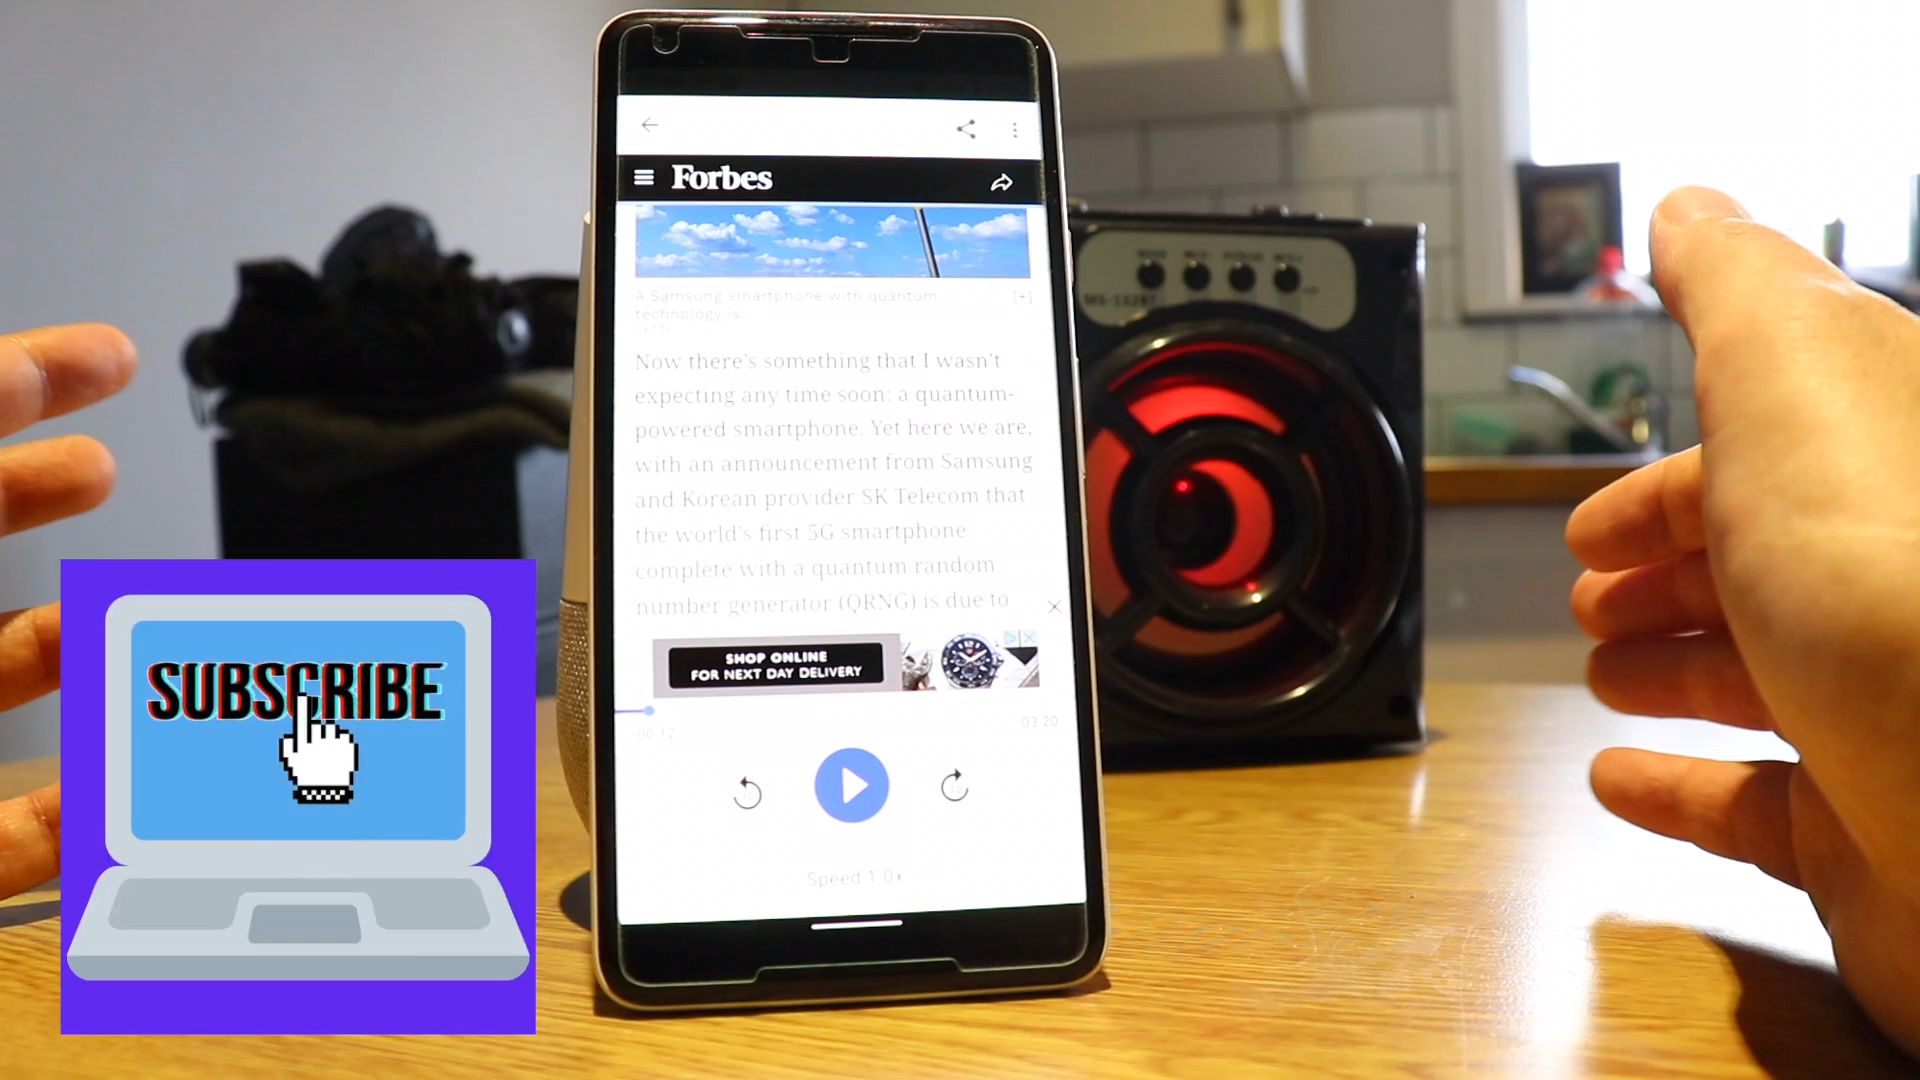 Forbes
A Samsung smartphone with quantum
technology is...
[+]
GETTY
Now there's something that I wasn't
expecting any time soon: a quantum-
powered smartphone. Yet here we are,
with an announcement from Samsung
and Korean provider SK Telecom that
the world's first 5G smartphone
complete with a quantum random
number generator (QRNG) is due to
SHOP ONLINE
FOR NEXT DAY DELIVERY
00:12
-03:20
Speed 1.0x
SUBSCRIBE